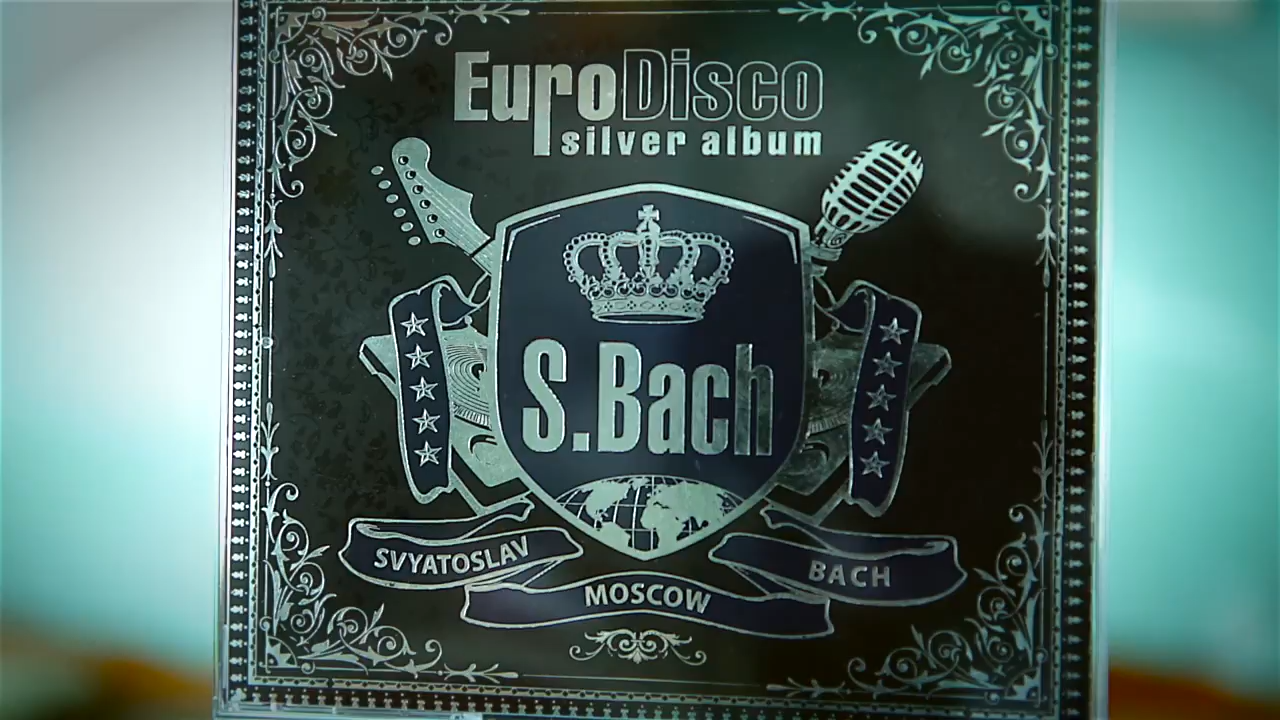 EuroDisco
silver album
S.Bach
SVYATOSLAV
MOSCOW
BACH